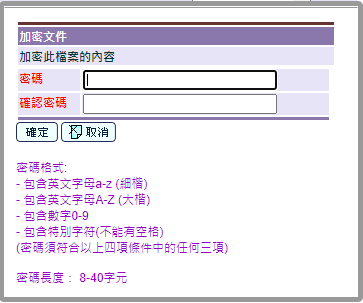 加密文件
加密此檔案的內容
密碼
確認密碼
確定 取消
密碼格式:
- 包含英文字母a-z (細楷)
- 包含英文字母A-Z (大楷)
- 包含數字0-9
- 包含特別字符(不能有空格)
(密碼須符合以上四項條件中的任何三項)
密碼長度： 8-40字元